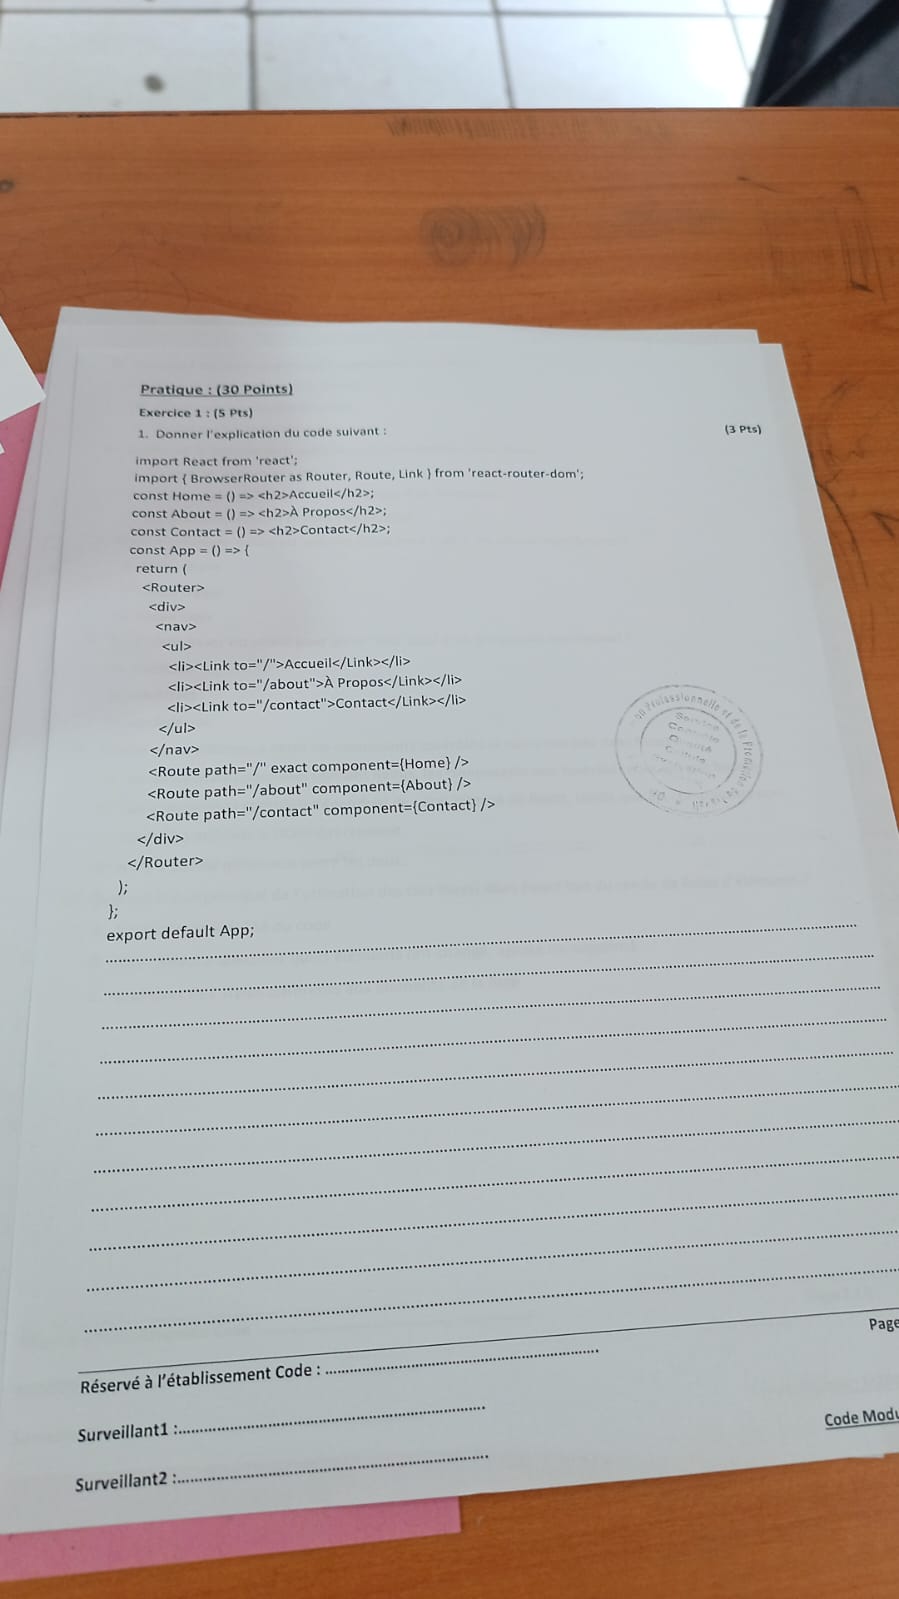 Pratique : (30 Points)
Exercice 1 : (5 Pts)
1. Donner l'explication du code suivant : (3 Pts)
import React from 'react';
import { BrowserRouter as Router, Route, Link } from 'react-router-dom';
const Home = () => <h2>Accueil</h2>;
const About = () => <h2>À Propos</h2>;
const Contact = () => <h2>Contact</h2>;
const App = () => {
return (
<Router>
<div>
<nav>
<ul>
<li><Link to="/">Accueil</Link></li>
<li><Link to="/about">À Propos</Link></li>
<li><Link to="/contact">Contact</Link></li>
</ul>
</nav>
<Route path="/" exact component={Home} />
<Route path="/about" component={About} />
<Route path="/contact" component={Contact} />
</div>
</Router>
);
};
export default App;
Page
Réservé à l'établissement Code :
Surveillant1 :
Code Modu
Surveillant2 :